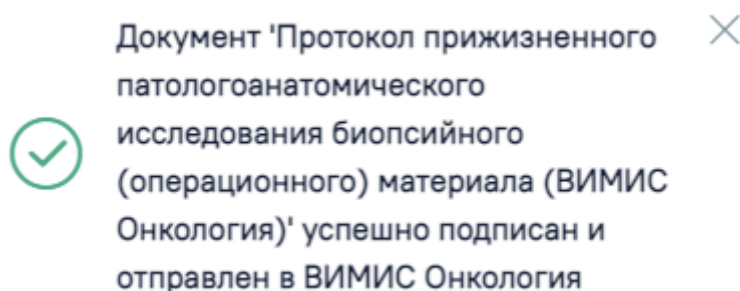 Документ 'Протокол прижизненного
патологоанатомического
исследования биопсийного
(операционного) материала (ВИМИС
Онкология)' успешно подписан и
отправлен в ВИМИС Онкология